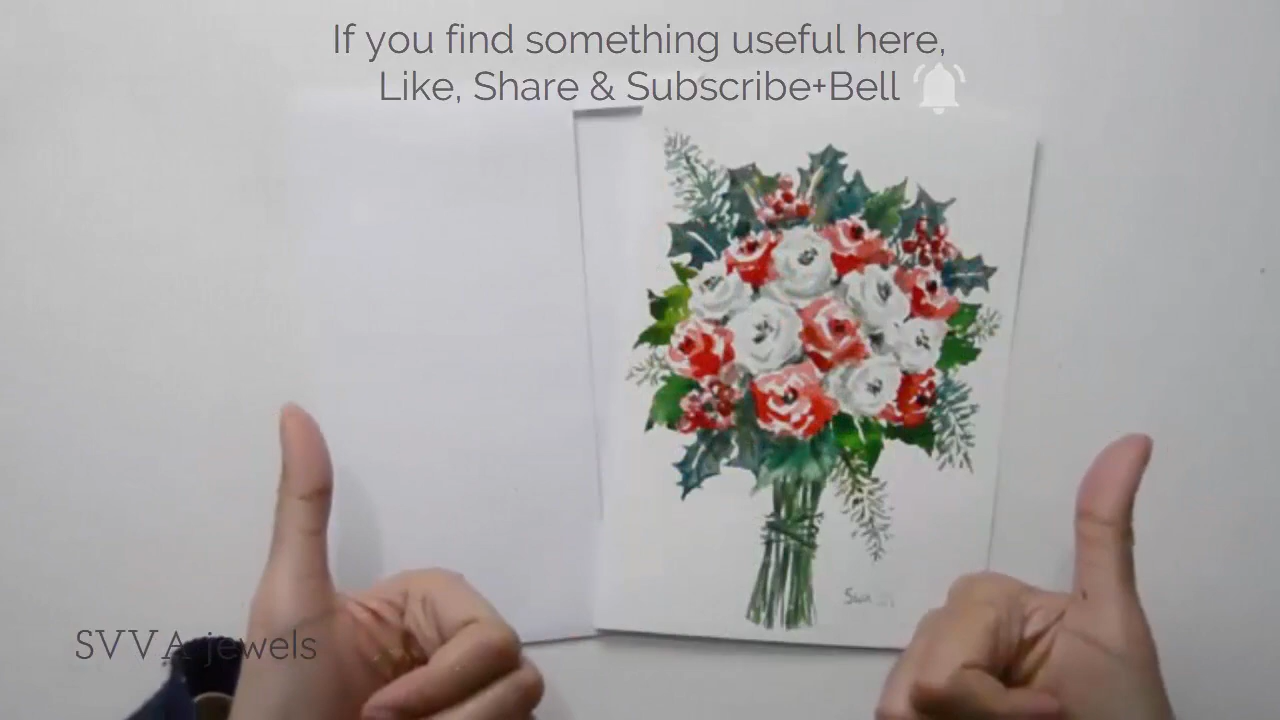 If you find something useful here,
Like, Share & Subscribe+Bell
SVVA jewels